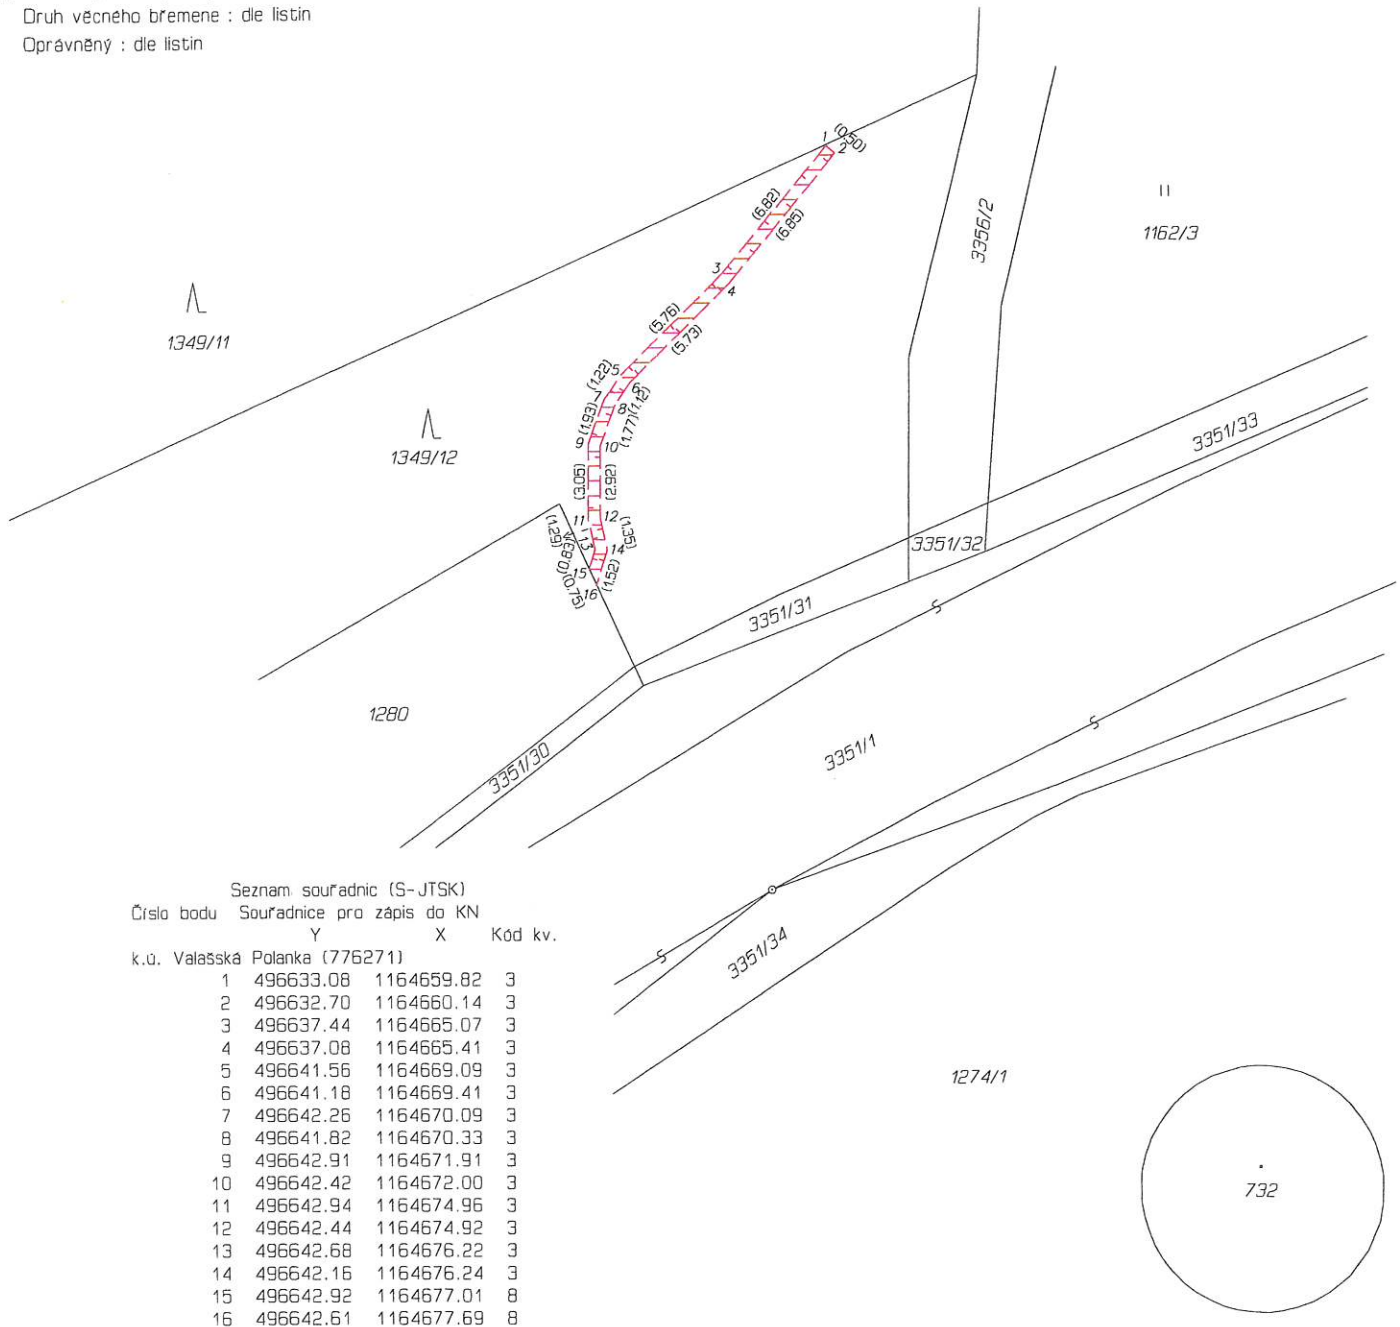 Druh věcného břemene : dle listin
Oprávněný : dle listin
1 (0.50)
2
(6.82)
(6.85)
3
4
3356/2
1162/3
1349/11
(5.76)
(5.73)
(1.22) 5
6
7
8 (1.12)
(1.93)
(1.77)
9
10
1349/12
3351/33
(3.05)
(2.92)
11
12
(1.29)
(1.35)
13
14
(0.83)
15
(1.52)
(0.75)
16
3351/32
3351/31
1280
3351/30
3351/1
3351/34
1274/1
732
S
S
S
Seznam souřadnic (S-JTSK)
Číslo bodu Souřadnice pro zápis do KN
Y X Kód kv.
k.ú. Valašská Polanka (776271)
1 496633.08 1164659.82 3
2 496632.70 1164660.14 3
3 496637.44 1164665.07 3
4 496637.08 1164665.41 3
5 496641.56 1164669.09 3
6 496641.18 1164669.41 3
7 496642.26 1164670.09 3
8 496641.82 1164670.33 3
9 496642.91 1164671.91 3
10 496642.42 1164672.00 3
11 496642.94 1164674.96 3
12 496642.44 1164674.92 3
13 496642.68 1164676.22 3
14 496642.16 1164676.24 3
15 496642.92 1164677.01 8
16 496642.61 1164677.69 8